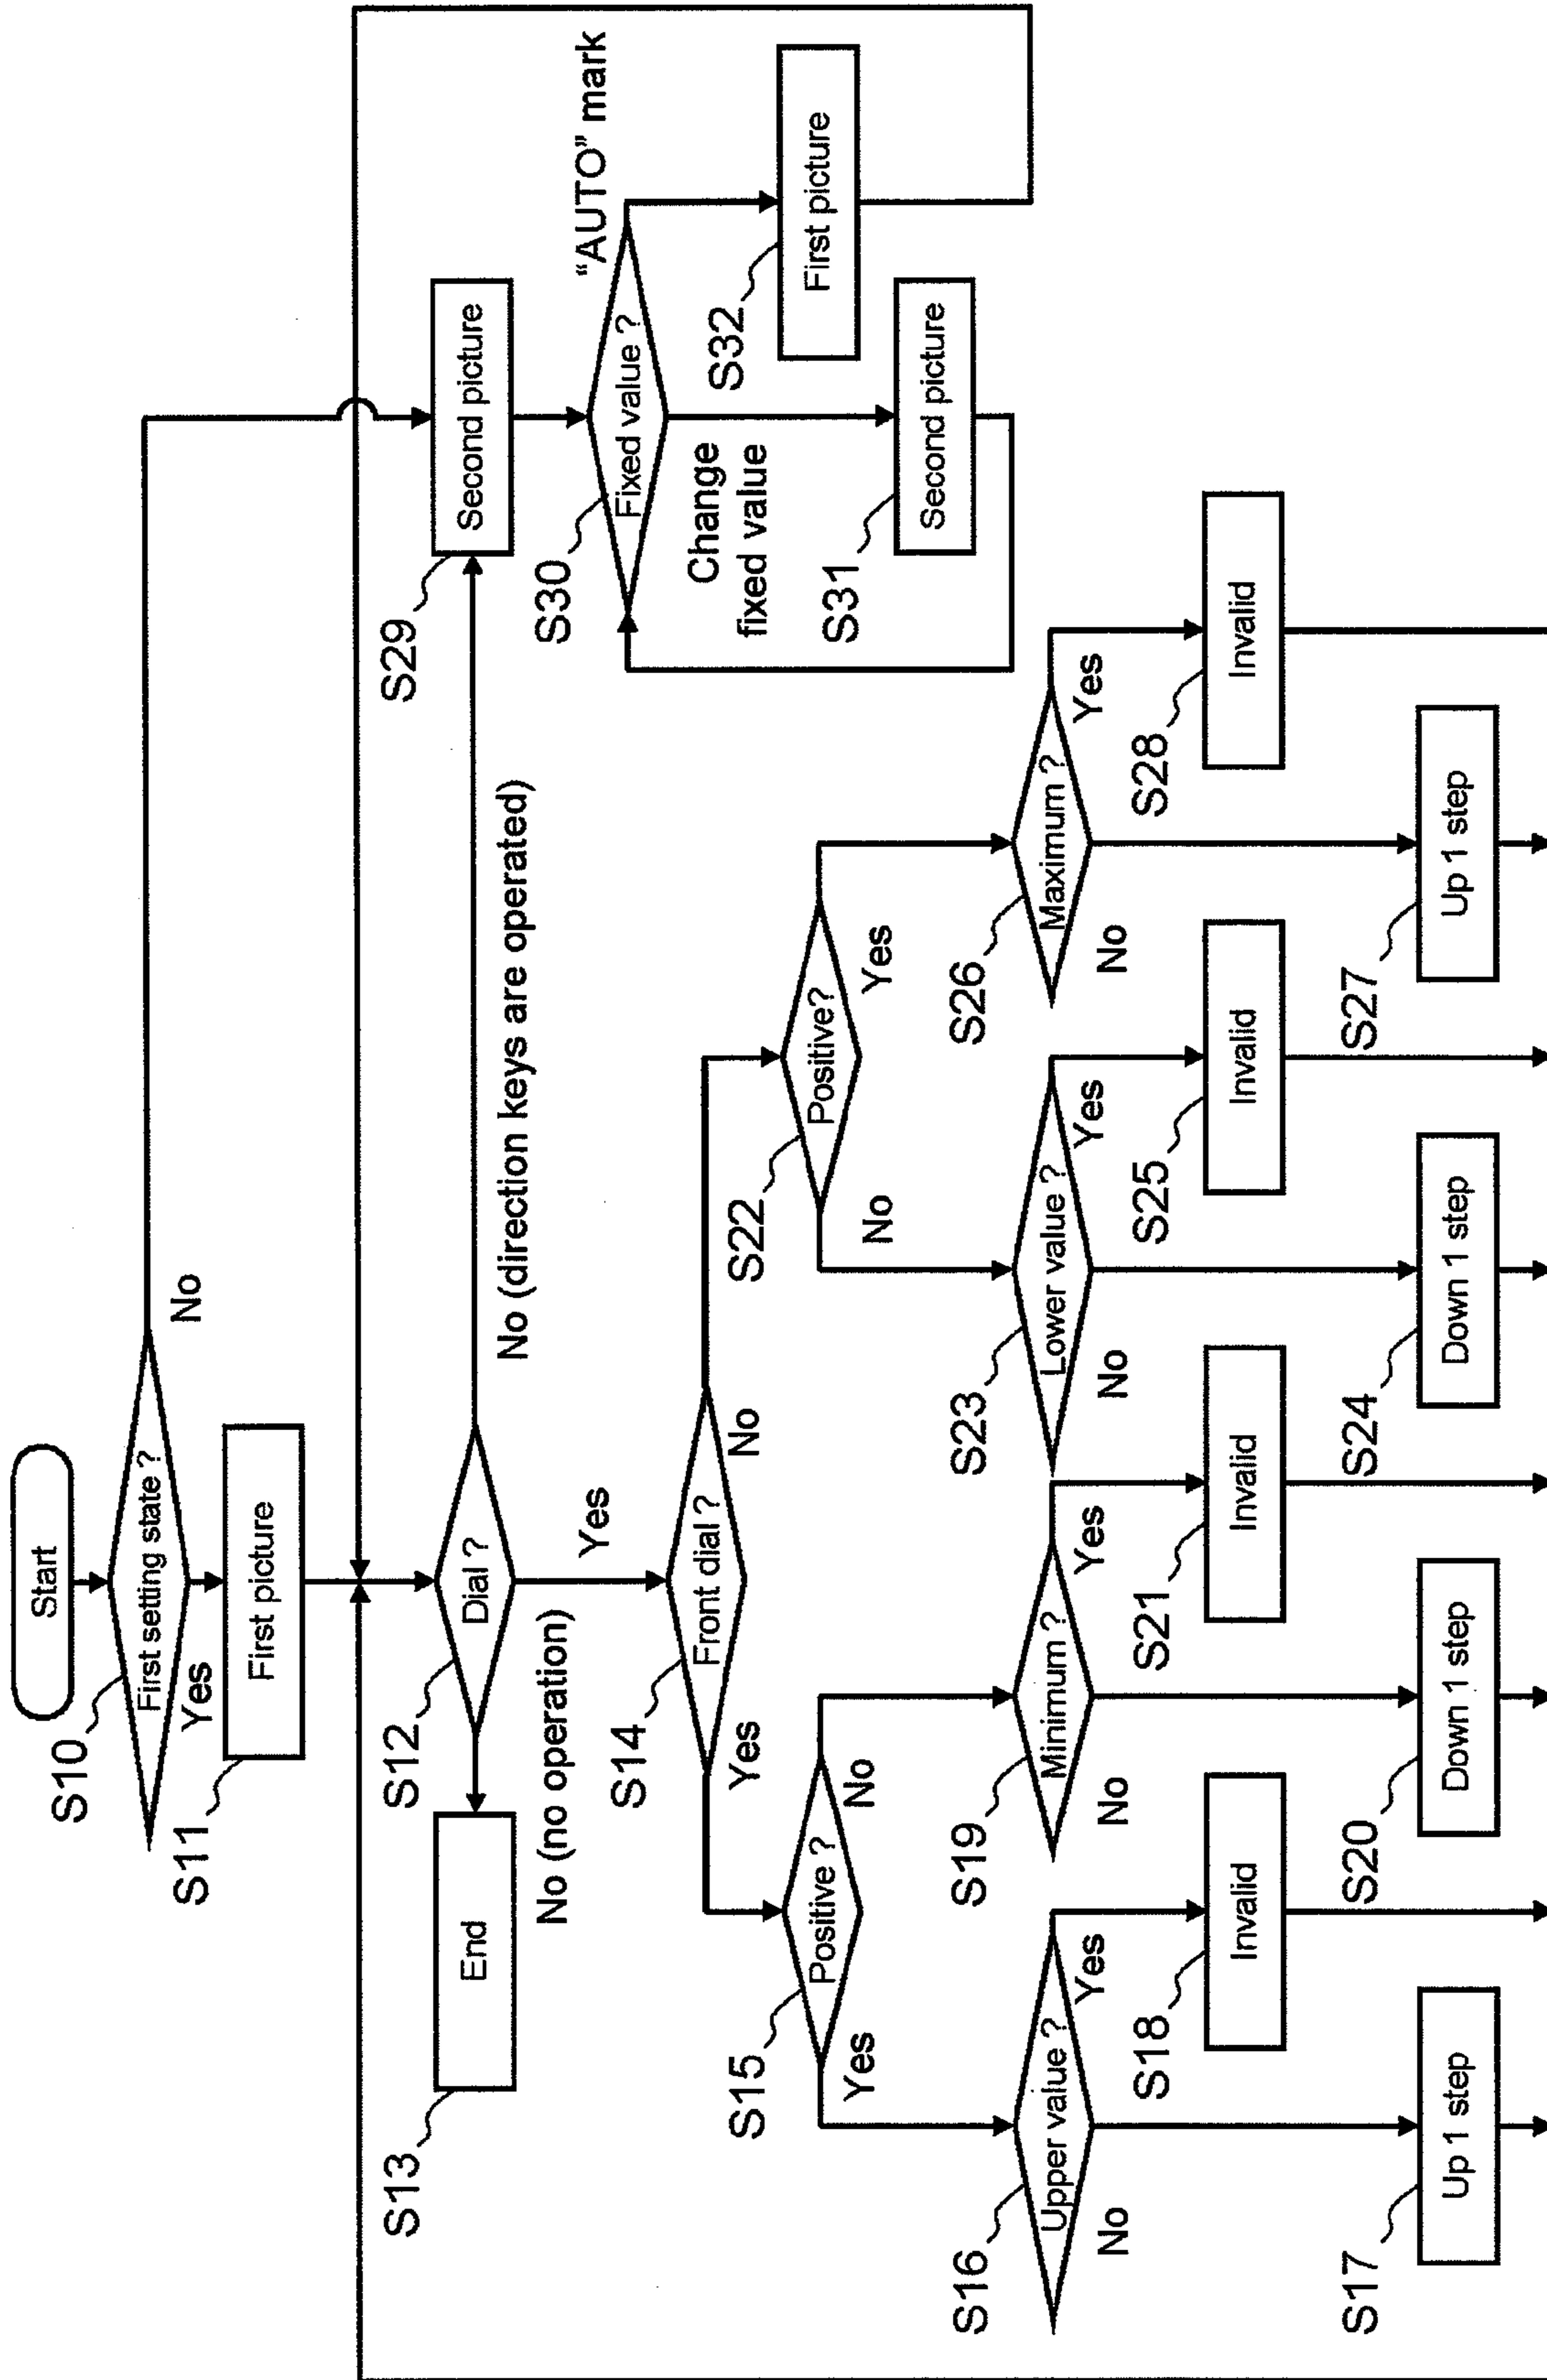 Start
S10
First setting state ?
No
Yes
S11
First picture
S12
Dial ?
No (direction keys are operated)
S29
Second picture
S13
End
No (no operation)
Yes
S30
Fixed value ?
"AUTO" mark
S14
Front dial ?
Yes
No
Change
fixed value
S32
First picture
S31
Second picture
S15
Positive ?
Yes
No
S22
Positive?
No
Yes
S16
Upper value ?
No
Yes
S19
Minimum ?
No
Yes
S23
Lower value ?
No
Yes
S26
Maximum ?
No
Yes
S18
Invalid
S21
Invalid
S25
Invalid
S28
Invalid
S17
Up 1 step
S20
Down 1 step
S24
Down 1 step
S27
Up 1 step